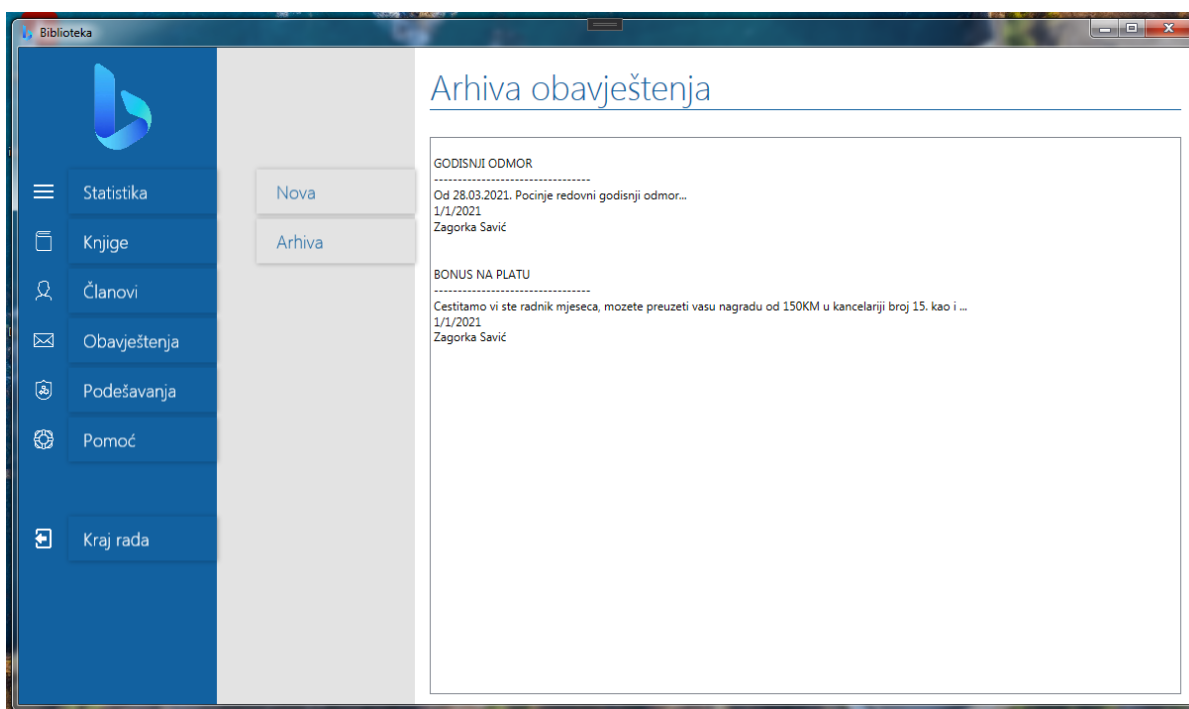 Biblioteka
Statistika
Knjige
Članovi
Obavještenja
Podešavanja
Pomoć
Kraj rada
Nova
Arhiva
Arhiva obavještenja
GODISNJI ODMOR
---------------------------------
Od 28.03.2021. Pocinje redovni godisnji odmor...
1/1/2021
Zagorka Savić
BONUS NA PLATU
---------------------------------
Cestitamo vi ste radnik mjeseca, mozete preuzeti vasu nagradu od 150KM u kancelariji broj 15. kao i ...
1/1/2021
Zagorka Savić